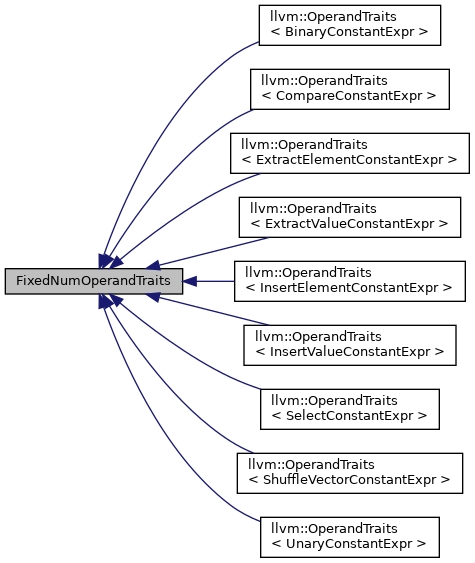 llvm::OperandTraits
< BinaryConstantExpr >
llvm::OperandTraits
< CompareConstantExpr >
llvm::OperandTraits
< ExtractElementConstantExpr >
llvm::OperandTraits
< ExtractValueConstantExpr >
FixedNumOperandTraits
llvm::OperandTraits
< InsertElementConstantExpr >
llvm::OperandTraits
< InsertValueConstantExpr >
llvm::OperandTraits
< SelectConstantExpr >
llvm::OperandTraits
< ShuffleVectorConstantExpr >
llvm::OperandTraits
< UnaryConstantExpr >